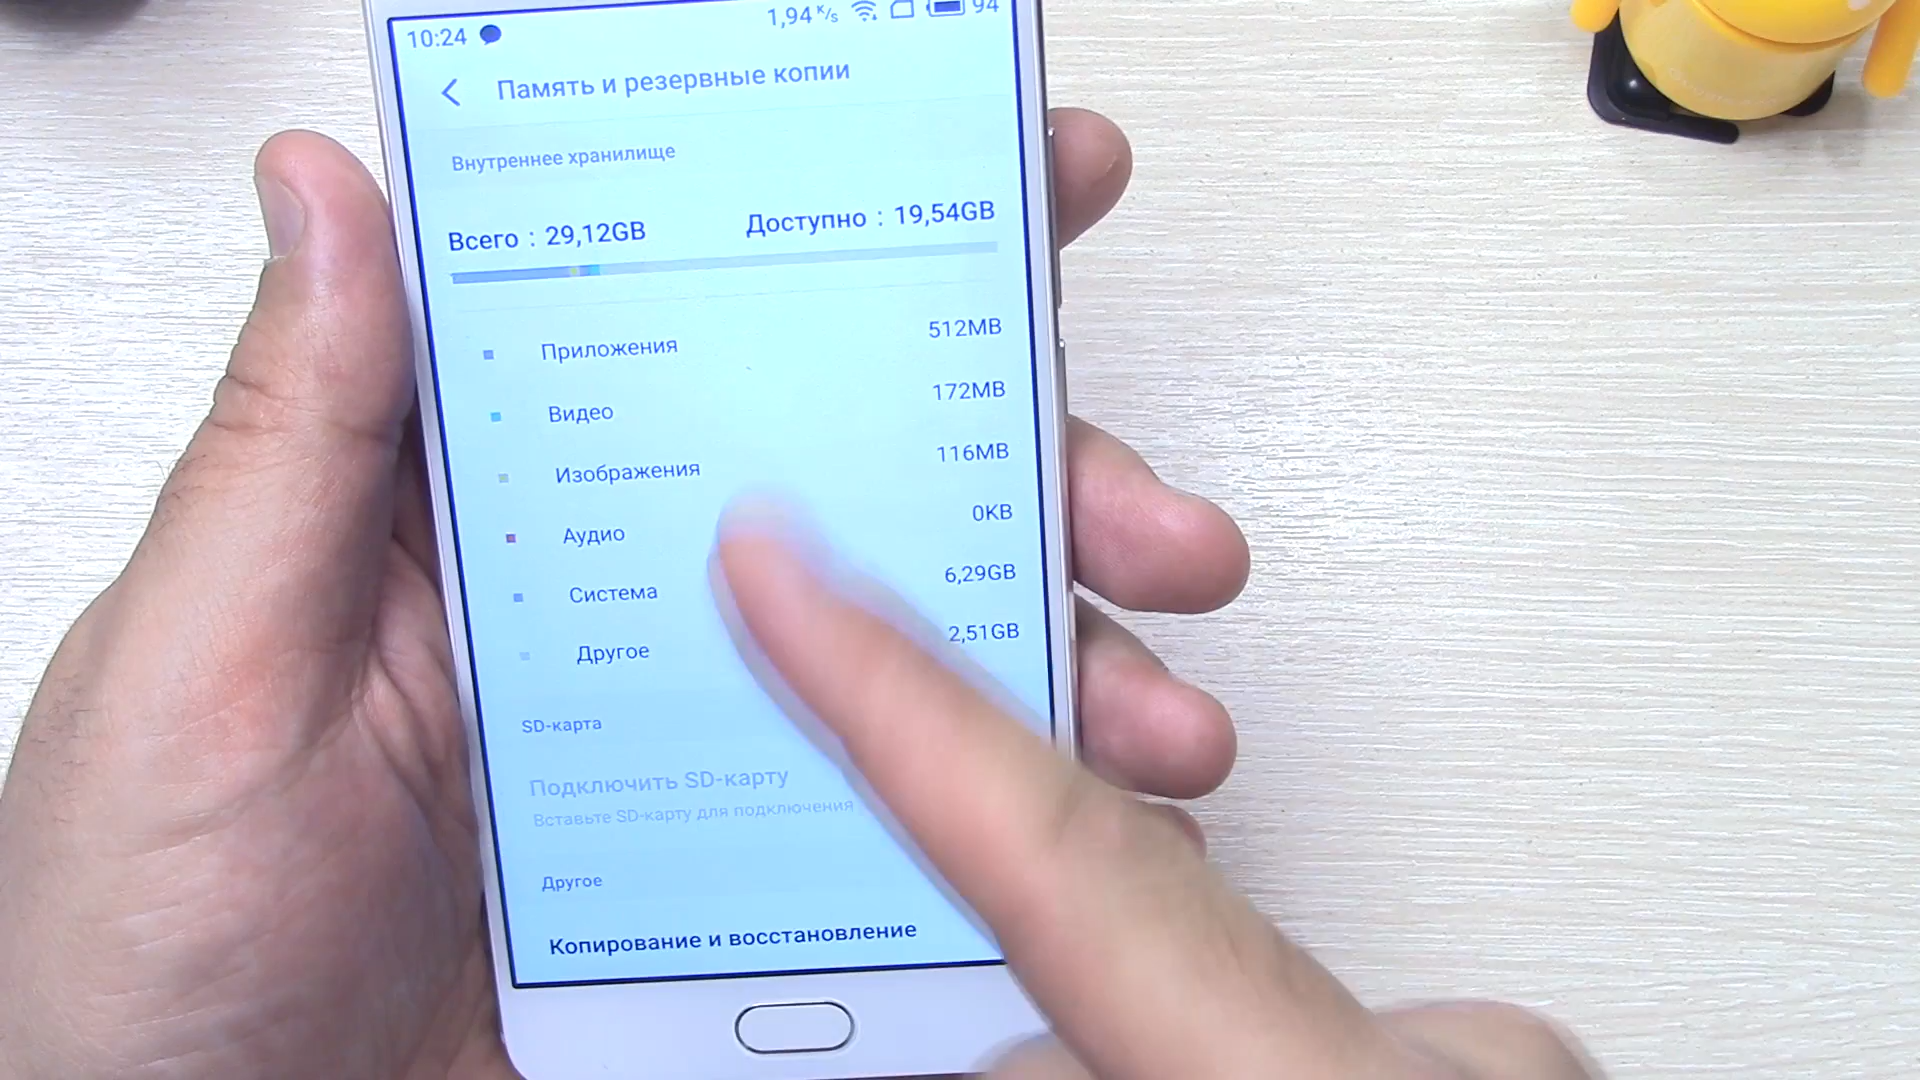 10:24 1,94 K/s 94
Память и резервные копии
Внутреннее хранилище
Всего : 29,12GB Доступно : 19,54GB
Приложения 512MB
Видео 172MB
Изображения 116MB
Аудио 0KB
Система 6,29GB
Другое 2,51GB
SD-карта
Подключить SD-карту
Вставьте SD-карту для подключения
Другое
Копирование и восстановление